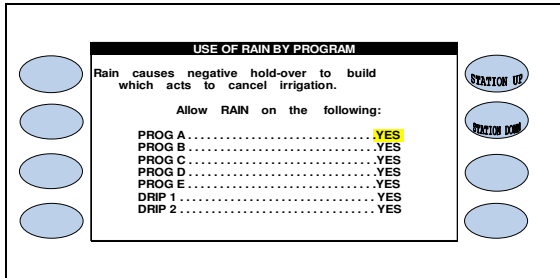 USE OF RAIN BY PROGRAM
Rain causes negative hold-over to build
which acts to cancel irrigation.
Allow RAIN on the following:
PROG A..............................YES
PROG B..............................YES
PROG C..............................YES
PROG D..............................YES
PROG E..............................YES
DRIP 1 ..............................YES
DRIP 2 ..............................YES
STATION UP
STATION DOWN